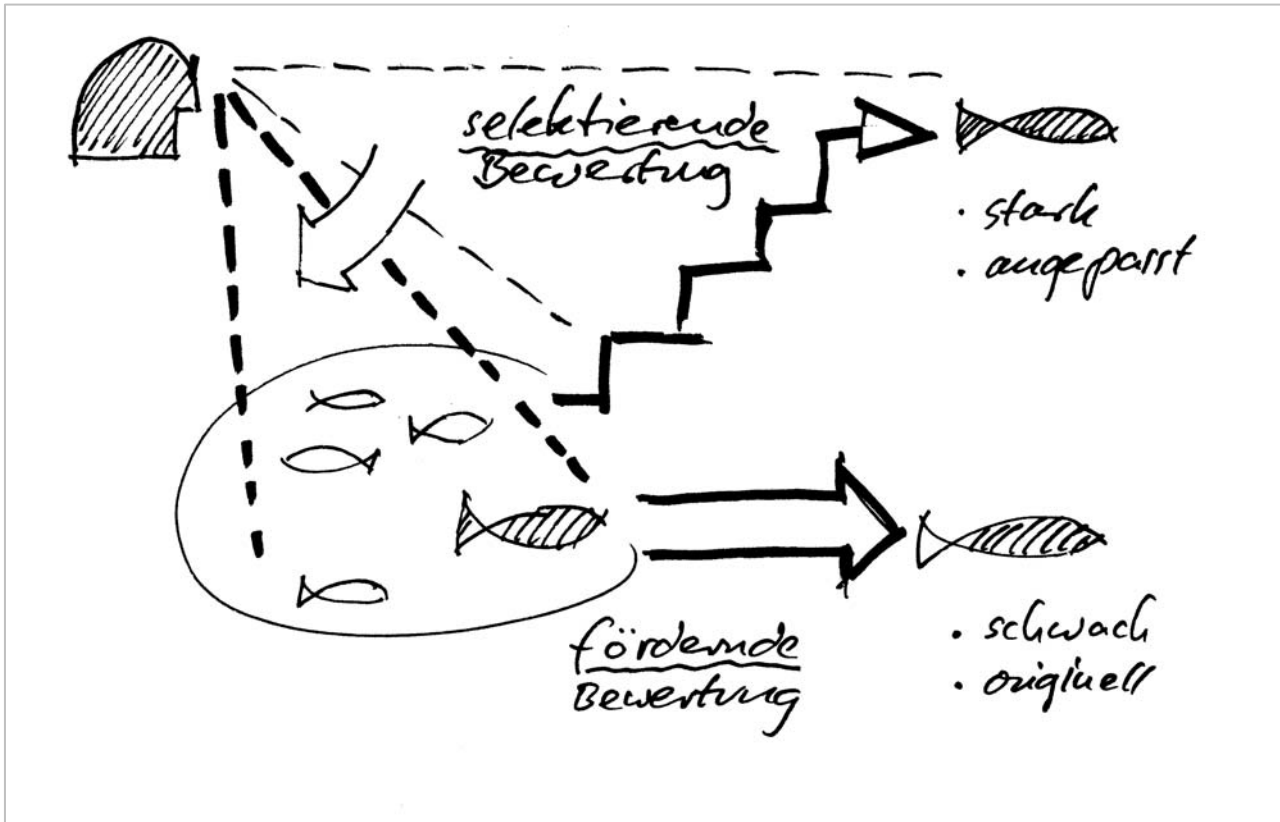 selektierende
Bewertung
• stark
• angepasst
fördernde
Bewertung
• schwach
• originell